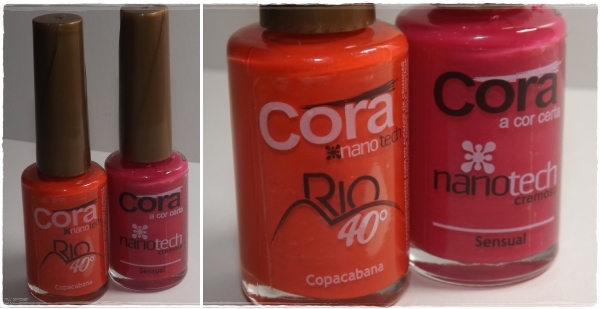 Cora
nanotech
Rio
40°
Cora
a cor certa
nanotech
cremoso
Sensual
Cora
nanotech
Rio
40°
Copacabana
Cora
a cor certa
nanotech
Sensual